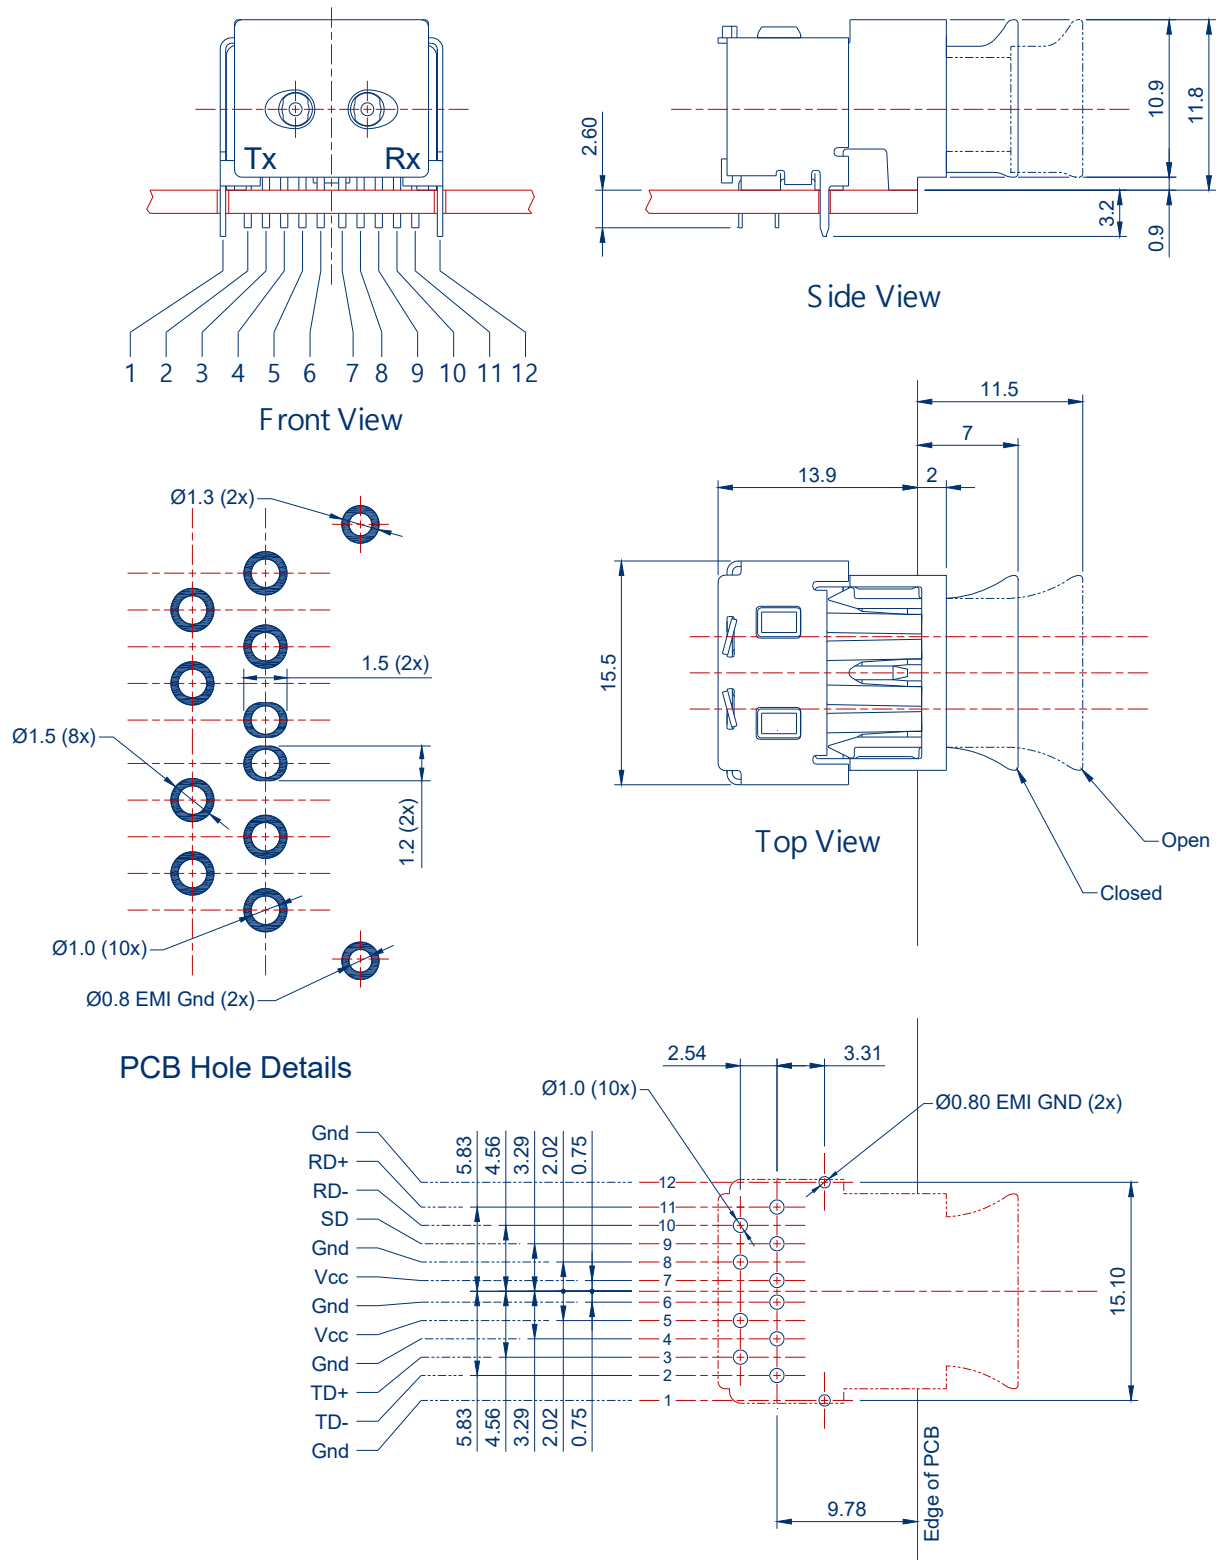 Tx Rx
1 2 3 4 5 6 7 8 9 10 11 12
Front View
2.60
10.9
11.8
3.2
0.9
Side View
11.5
7
13.9
2
15.5
Top View
Open
Closed
Ø1.3 (2x)
1.5 (2x)
Ø1.5 (8x)
1.2 (2x)
Ø1.0 (10x)
Ø0.8 EMI Gnd (2x)
PCB Hole Details
2.54
3.31
Ø1.0 (10x)
Ø0.80 EMI GND (2x)
Gnd
RD+
RD-
SD
Gnd
Vcc
Gnd
Vcc
Gnd
TD+
TD-
Gnd
5.83 4.56 3.29 2.02 0.75
5.83 4.56 3.29 2.02 0.75
12
11
10
9
8
7
6
5
4
3
2
1
15.10
9.78
Edge of PCB